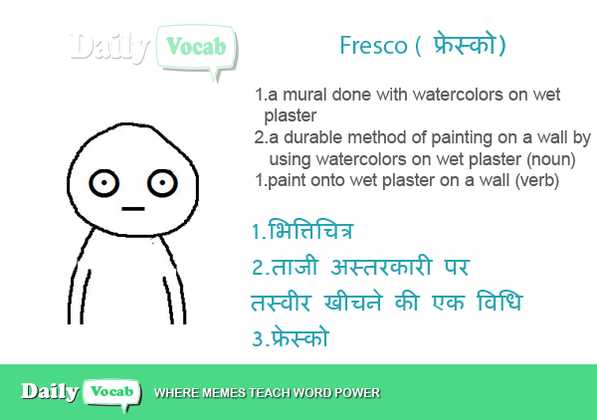 Daily Vocab
Fresco ( फ्रेस्को)
1.a mural done with watercolors on wet
plaster
2.a durable method of painting on a wall by
using watercolors on wet plaster (noun)
1.paint onto wet plaster on a wall (verb)
1.भित्तिचित्र
2.ताजी अस्तरकारी पर
तस्वीर खीचने की एक विधि
3.फ्रेस्को
Daily Vocab WHERE MEMES TEACH WORD POWER